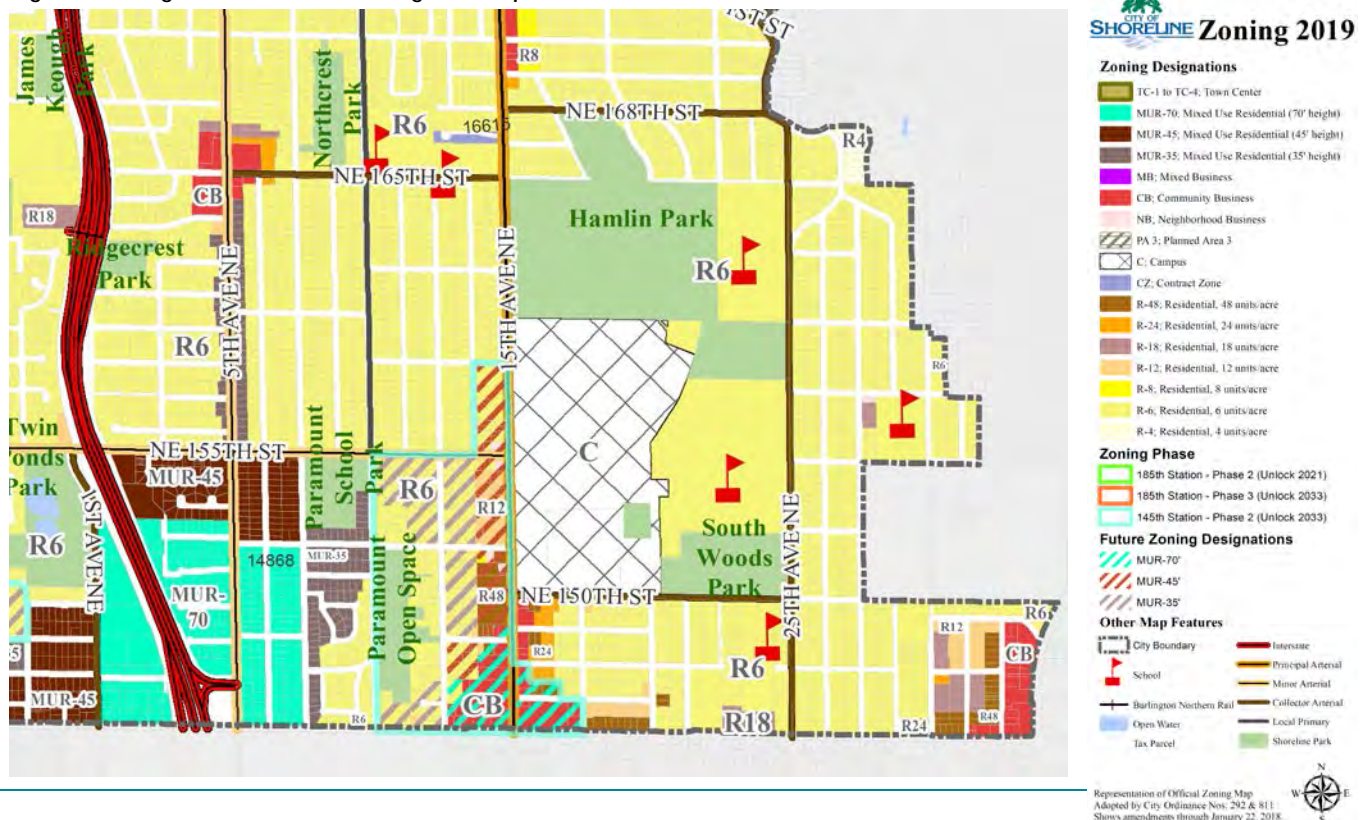 James
Keough
Park
Northcrest
Park
R6
16615
R8
1ST ST
NE 168TH ST
R4
NE 165TH ST
CB
R18
Ridgecrest
Park
Hamlin Park
R6
5TH AVE NE
15TH AVE NE
R6
R6
Twin
Ponds
Park
NE 155TH ST
MUR-45
Paramount
School
Park
R6
C
R12
1ST AVE NE
R6
14868
MUR-35
MUR-
70
Paramount
Open Space
R48
NE 150TH ST
South
Woods
Park
25TH AVE NE
R6
R12
R24
CB
R6
35
MUR-45
R6
CB
R18
R24
R48
CITY OF
SHORELINE Zoning 2019
Zoning Designations
TC-1 to TC-4; Town Center
MUR-70; Mixed Use Residential (70' height)
MUR-45; Mixed Use Residential (45' height)
MUR-35; Mixed Use Residential (35' height)
MB; Mixed Business
CB; Community Business
NB; Neighborhood Business
PA 3; Planned Area 3
C; Campus
CZ; Contract Zone
R-48; Residential, 48 units/acre
R-24; Residential, 24 units/acre
R-18; Residential, 18 units/acre
R-12; Residential, 12 units/acre
R-8; Residential, 8 units/acre
R-6; Residential, 6 units/acre
R-4; Residential, 4 units/acre
Zoning Phase
185th Station - Phase 2 (Unlock 2021)
185th Station - Phase 3 (Unlock 2033)
145th Station - Phase 2 (Unlock 2033)
Future Zoning Designations
MUR-70'
MUR-45'
MUR-35'
Other Map Features
City Boundary
School
Burlington Northern Rail
Open Water
Tax Parcel
Interstate
Principal Arterial
Minor Arterial
Collector Arterial
Local Primary
Shoreline Park
N
W E
S
Representation of Official Zoning Map
Adopted by City Ordinance Nos. 292 & 811
Shows amendments through January 22, 2018.